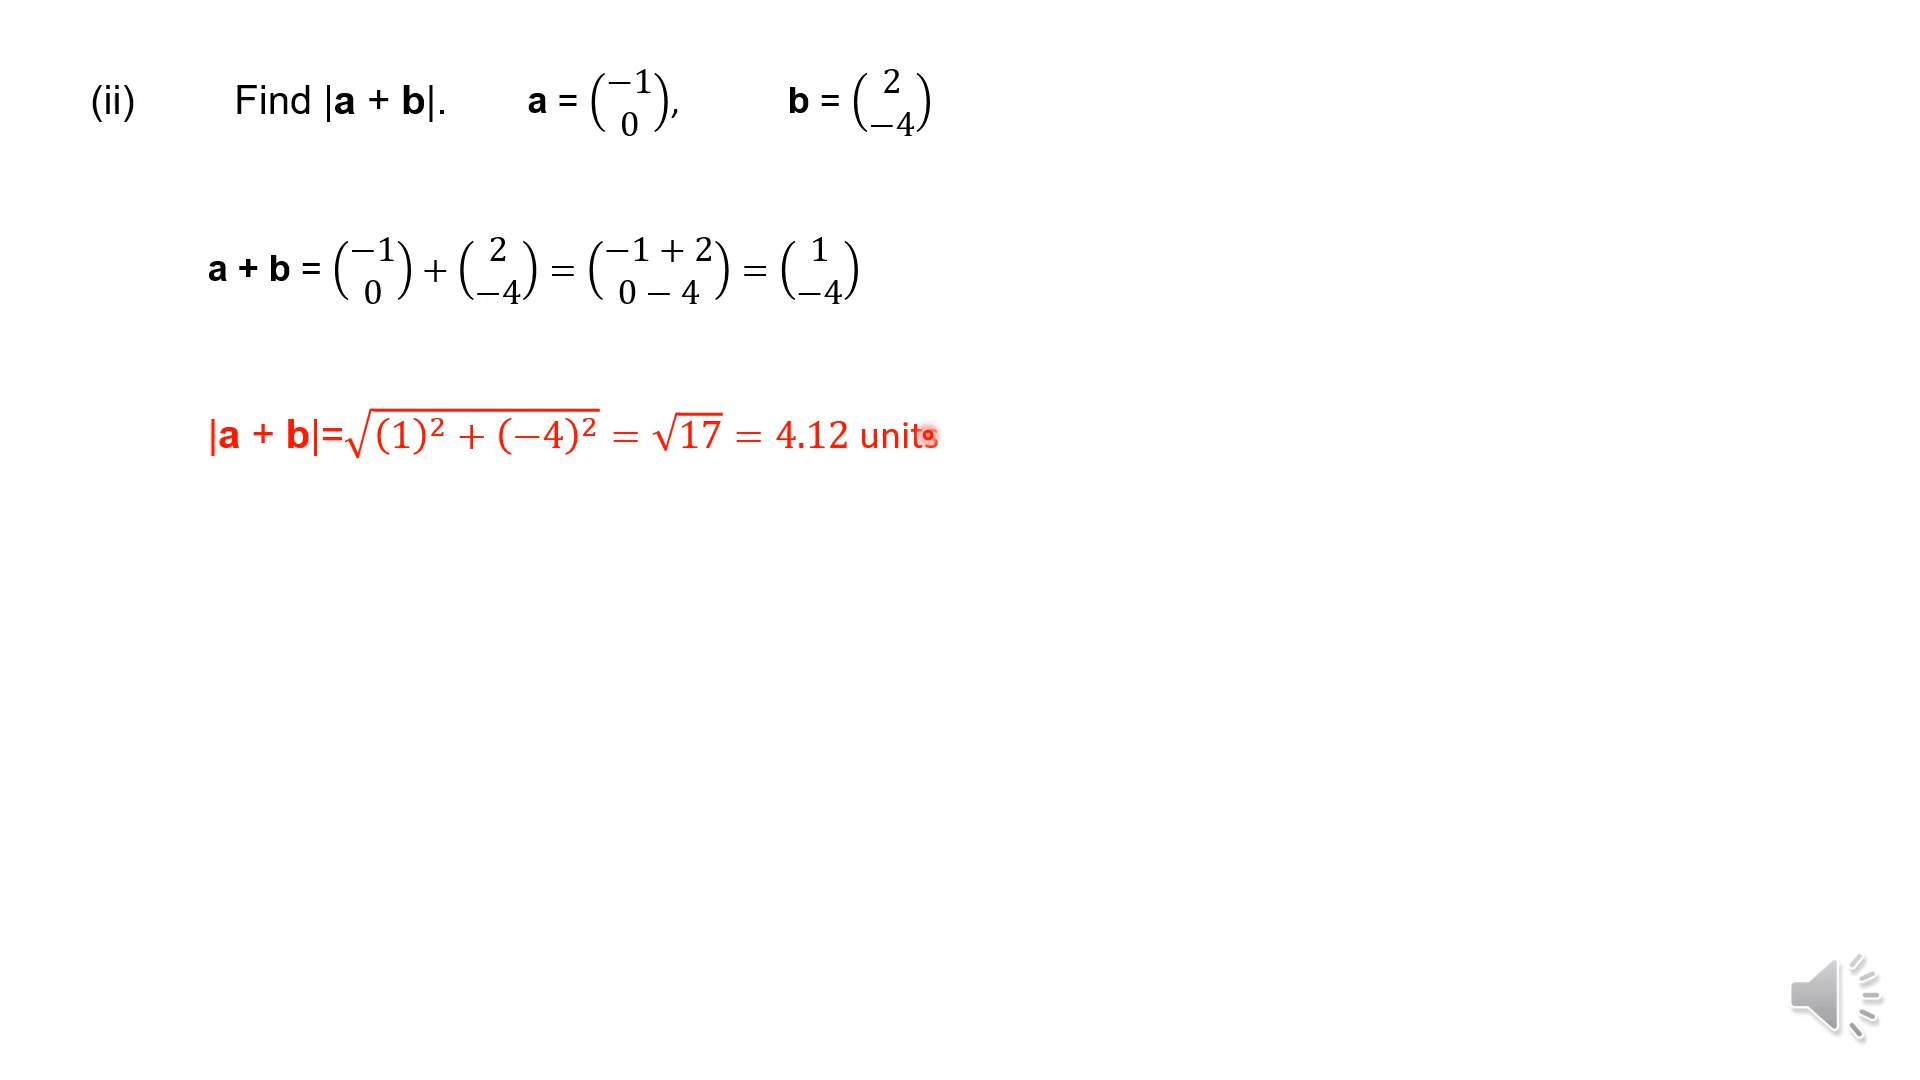 (ii) Find |a + b|. a = (−1 0), b = (2 −4)
a + b = (−1 0) + (2 −4) = (−1 + 2 0 − 4) = (1 −4)
|a + b|=√(1)² + (−4)² = √17 = 4.12 units